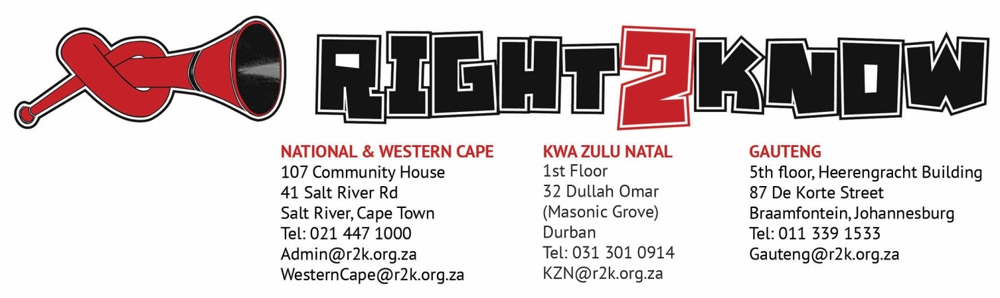 RIGHT2KNOW
NATIONAL & WESTERN CAPE
107 Community House
41 Salt River Rd
Salt River, Cape Town
Tel: 021 447 1000
Admin@r2k.org.za
WesternCape@r2k.org.za
KWA ZULU NATAL
1st Floor
32 Dullah Omar
(Masonic Grove)
Durban
Tel: 031 301 0914
KZN@r2k.org.za
GAUTENG
5th floor, Heerengracht Building
87 De Korte Street
Braamfontein, Johannesburg
Tel: 011 339 1533
Gauteng@r2k.org.za